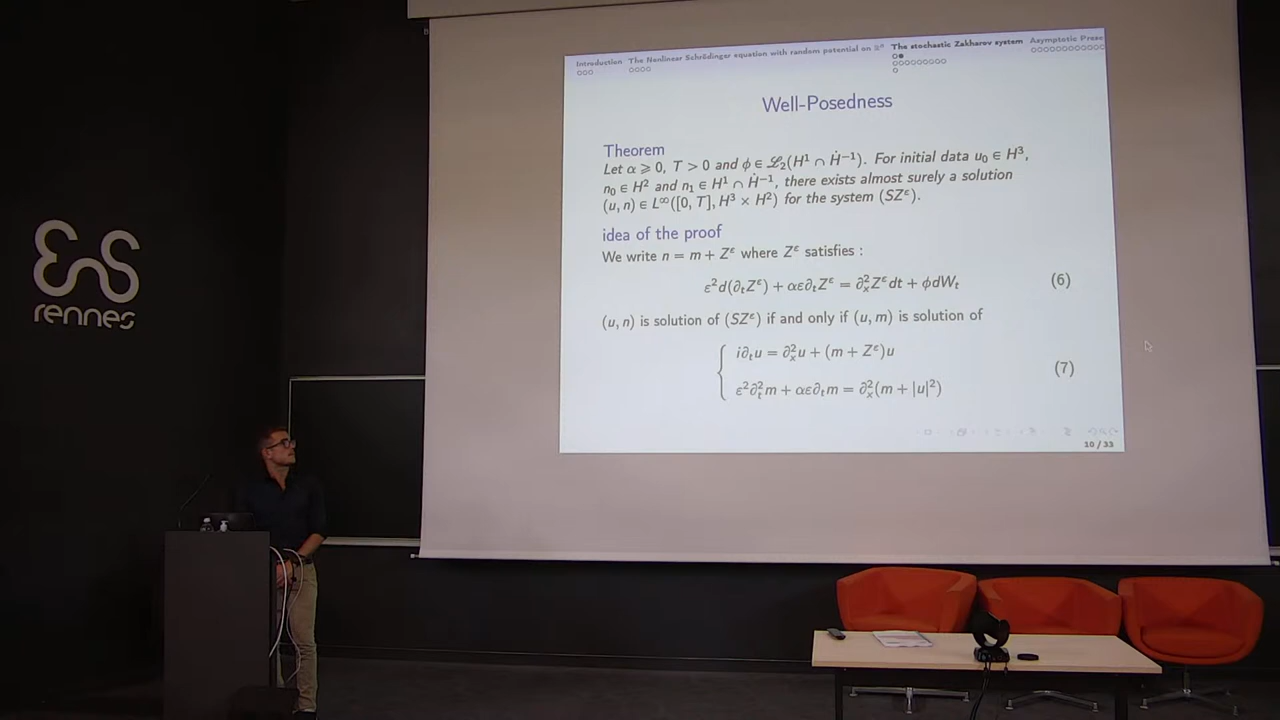 ens
rennes
Introduction The Nonlinear Schrödinger equation with random potential on ℝᵈ The stochastic Zakharov system Asymptotic Prese
Well-Posedness
Theorem
Let α ⩾ 0, T > 0 and ϕ ∈ ℒ₂(H¹ ∩ Ḣ⁻¹). For initial data u₀ ∈ H³,
n₀ ∈ H² and n₁ ∈ H¹ ∩ Ḣ⁻¹, there exists almost surely a solution
(u, n) ∈ L^∞([0, T], H³ × H²) for the system (SZ^ε).
idea of the proof
We write n = m + Z^ε where Z^ε satisfies :
ε²d(∂ₜZ^ε) + αε∂ₜZ^ε = ∂ₓ²Z^ε dt + ϕdWₜ (6)
(u, n) is solution of (SZ^ε) if and only if (u, m) is solution of
i∂ₜu = ∂ₓ²u + (m + Z^ε)u
ε²∂ₜ²m + αε∂ₜm = ∂ₓ²(m + |u|²) (7)
10 / 33